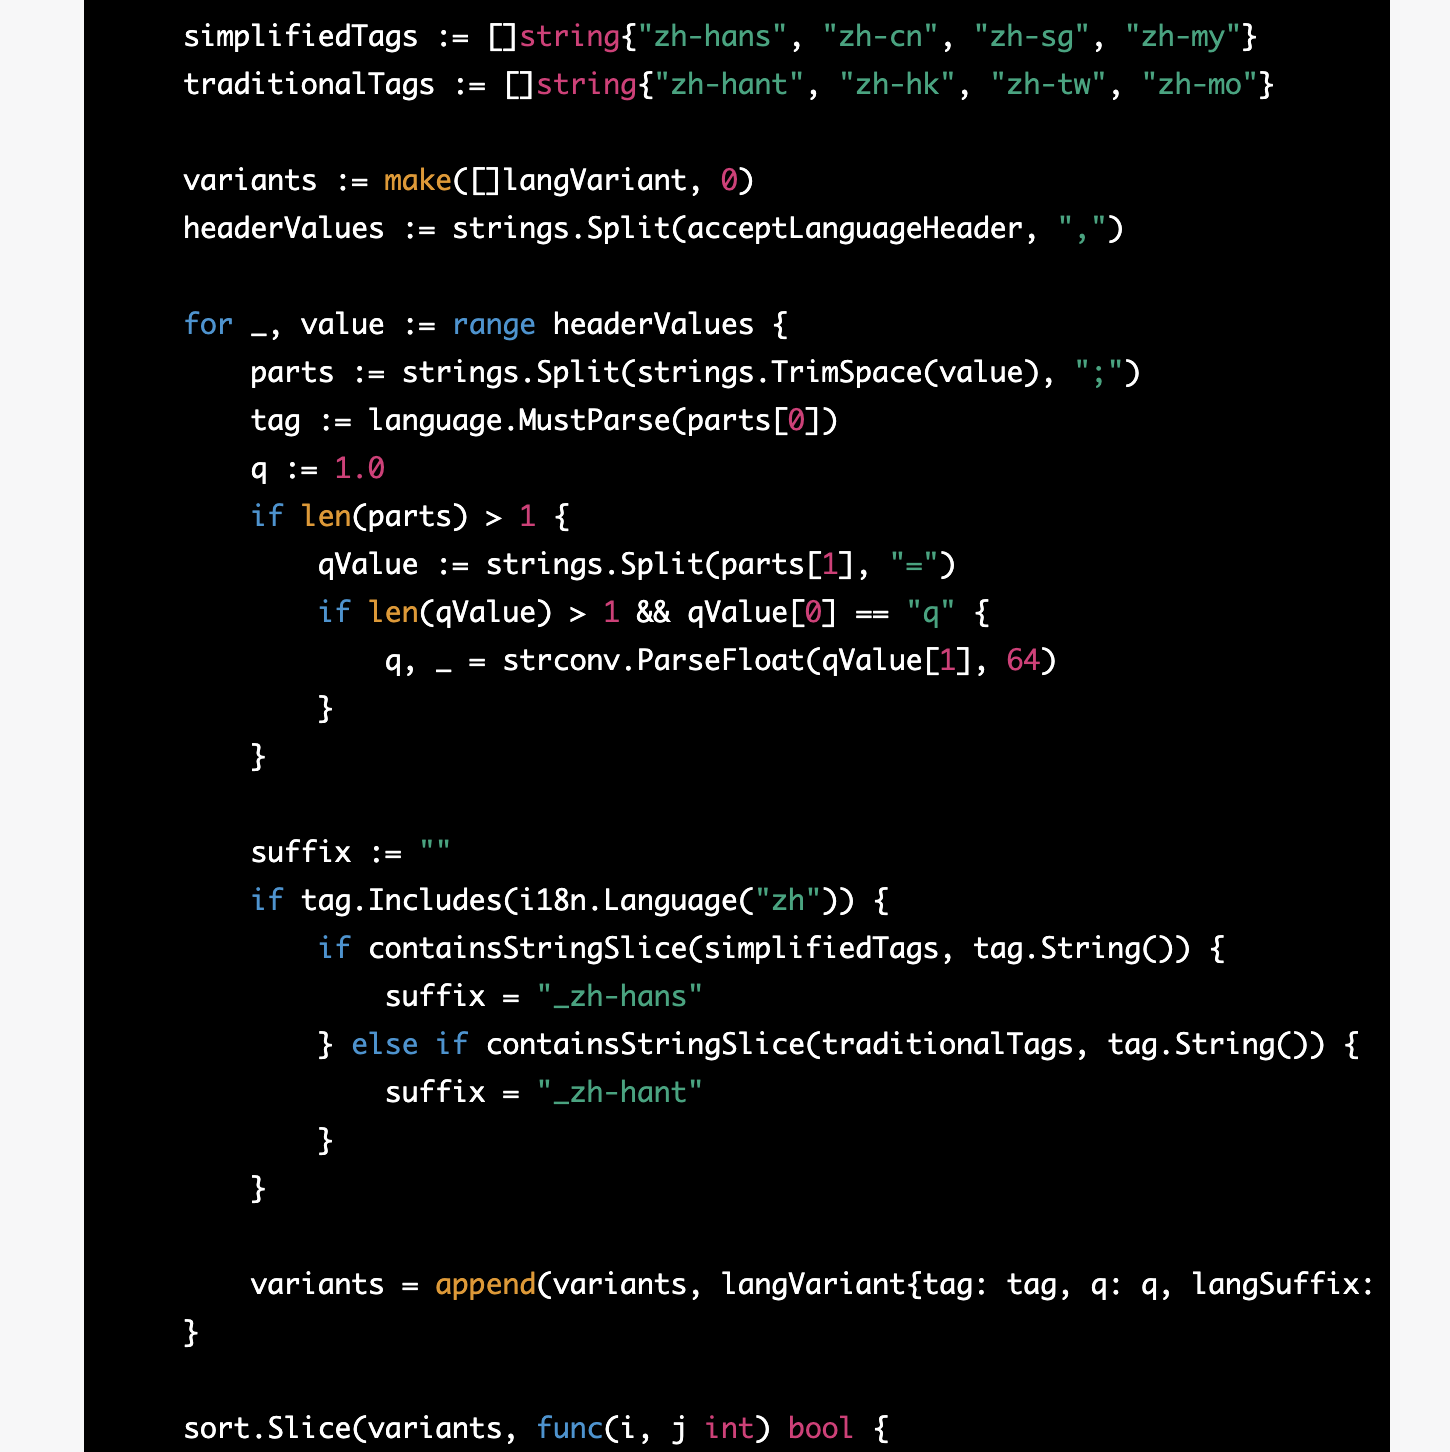 simplifiedTags := []string{"zh-hans", "zh-cn", "zh-sg", "zh-my"}
traditionalTags := []string{"zh-hant", "zh-hk", "zh-tw", "zh-mo"}
variants := make([]langVariant, 0)
headerValues := strings.Split(acceptLanguageHeader, ",")
for _, value := range headerValues {
parts := strings.Split(strings.TrimSpace(value), ";")
tag := language.MustParse(parts[0])
q := 1.0
if len(parts) > 1 {
qValue := strings.Split(parts[1], "=")
if len(qValue) > 1 && qValue[0] == "q" {
q, _ = strconv.ParseFloat(qValue[1], 64)
}
}
suffix := ""
if tag.Includes(i18n.Language("zh")) {
if containsStringSlice(simplifiedTags, tag.String()) {
suffix = "_zh-hans"
} else if containsStringSlice(traditionalTags, tag.String()) {
suffix = "_zh-hant"
}
}
variants = append(variants, langVariant{tag: tag, q: q, langSuffix:
}
sort.Slice(variants, func(i, j int) bool {